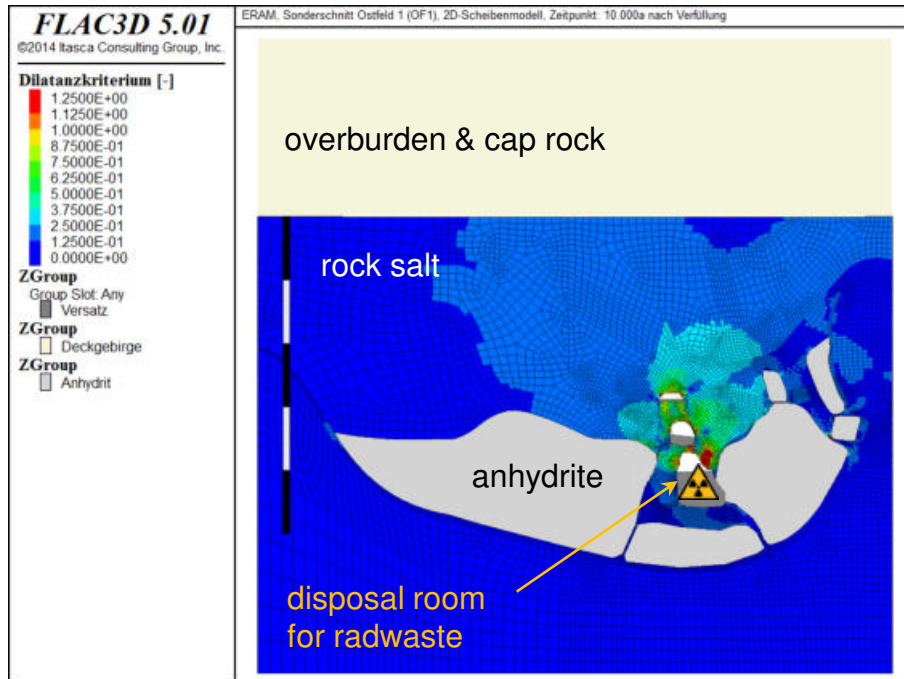 FLAC3D 5.01
©2014 Itasca Consulting Group, Inc.
Dilatanzkriterium [-]
1.2500E+00
1.1250E+00
1.0000E+00
8.7500E-01
7.5000E-01
6.2500E-01
5.0000E-01
3.7500E-01
2.5000E-01
1.2500E-01
0.0000E+00
ZGroup
Group Slot: Any
Versatz
ZGroup
Deckgebirge
ZGroup
Anhydrit
ERAM, Sonderschnitt Ostfeld 1 (OF1), 2D-Scheibenmodell, Zeitpunkt: 10.000a nach Verfüllung
overburden & cap rock
rock salt
anhydrite
disposal room
for radwaste